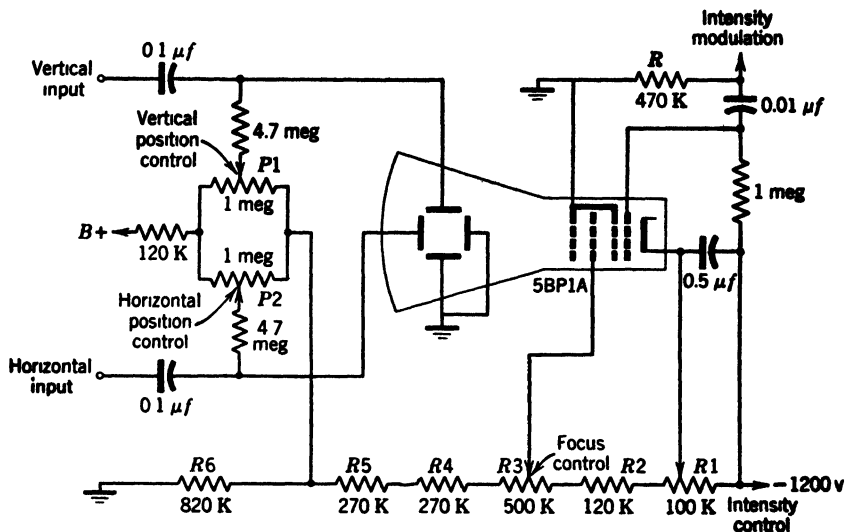 Intensity
modulation
0 1 μf
Vertical
input
R
470 K
0.01 μf
Vertical
position
control
4.7 meg
P1
1 meg
1 meg
B+
120 K
1 meg
5BP1A
0.5 μf
P2
Horizontal
position
control
4 7
meg
Horizontal
input
0 1 μf
Focus
control
R6
R5
R4
R3
R2
R1
-1200 v
820 K
270 K
270 K
500 K
120 K
100 K
Intensity
control